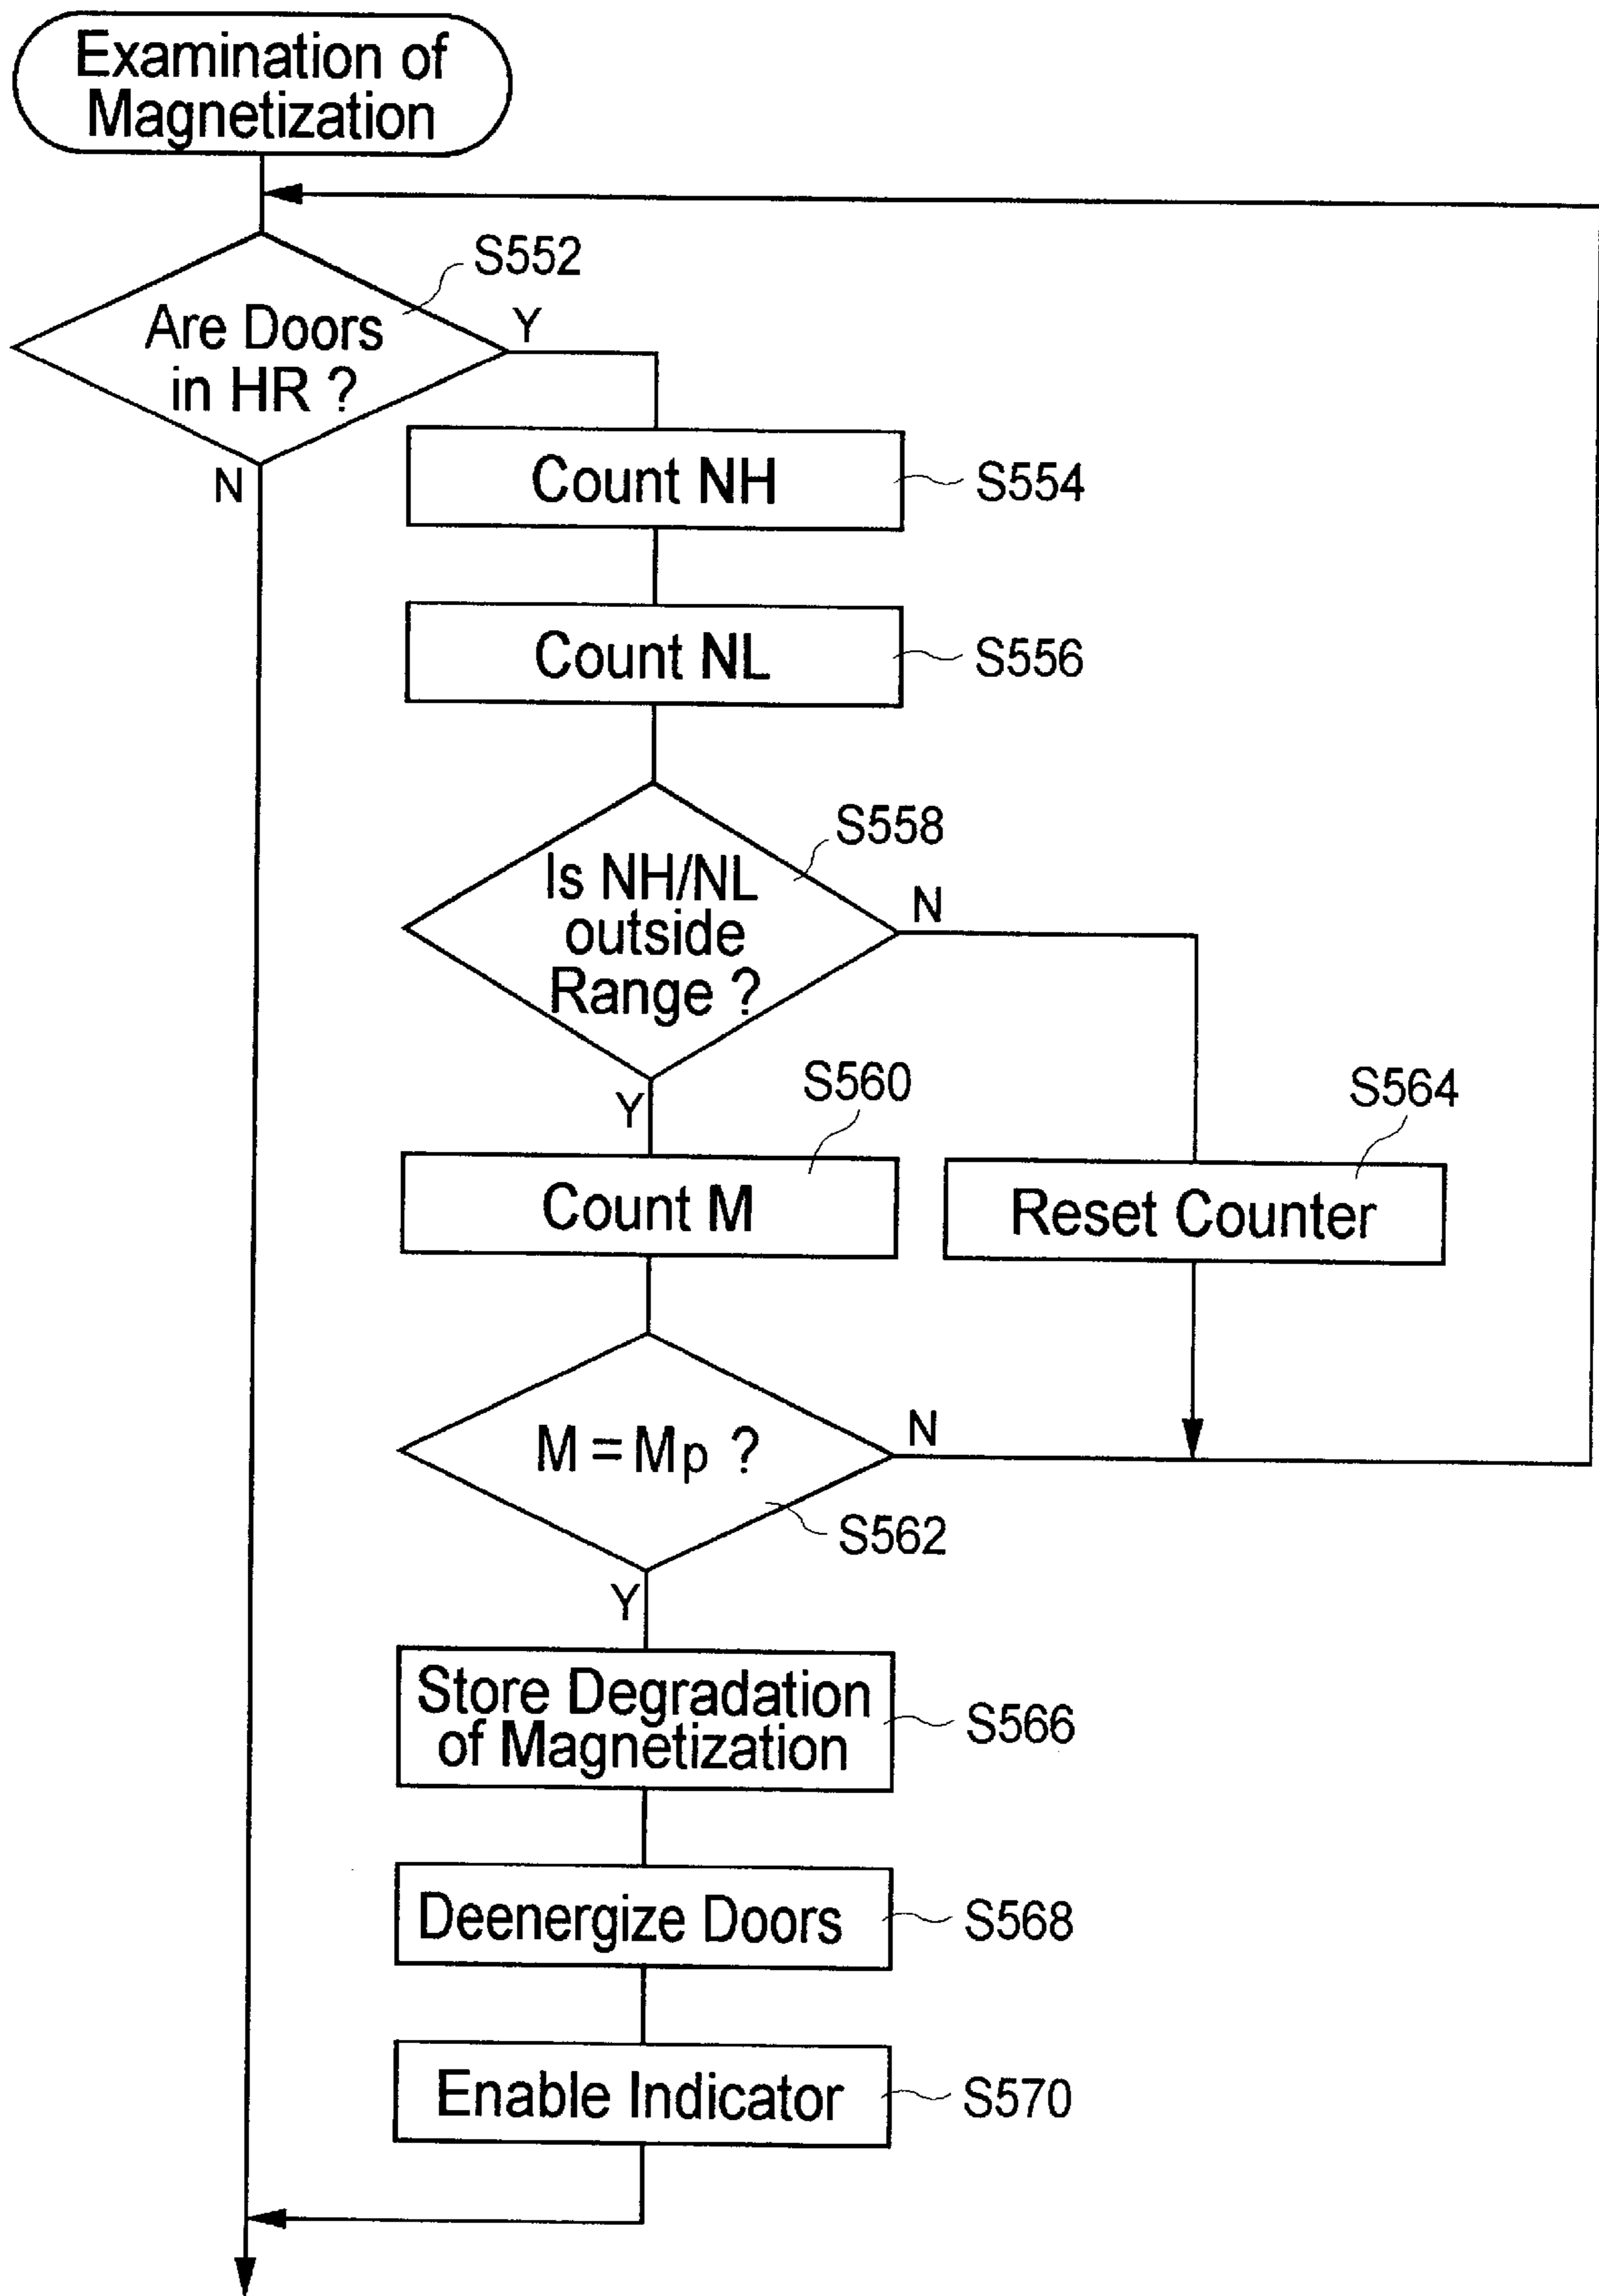 Examination of
Magnetization
S552
Are Doors
in HR ?
Y
N
Count NH
S554
Count NL
S556
S558
Is NH/NL
outside
Range ?
N
Y
S560
S564
Count M
Reset Counter
M = Mp ?
N
S562
Y
Store Degradation
of Magnetization
S566
Deenergize Doors
S568
Enable Indicator
S570